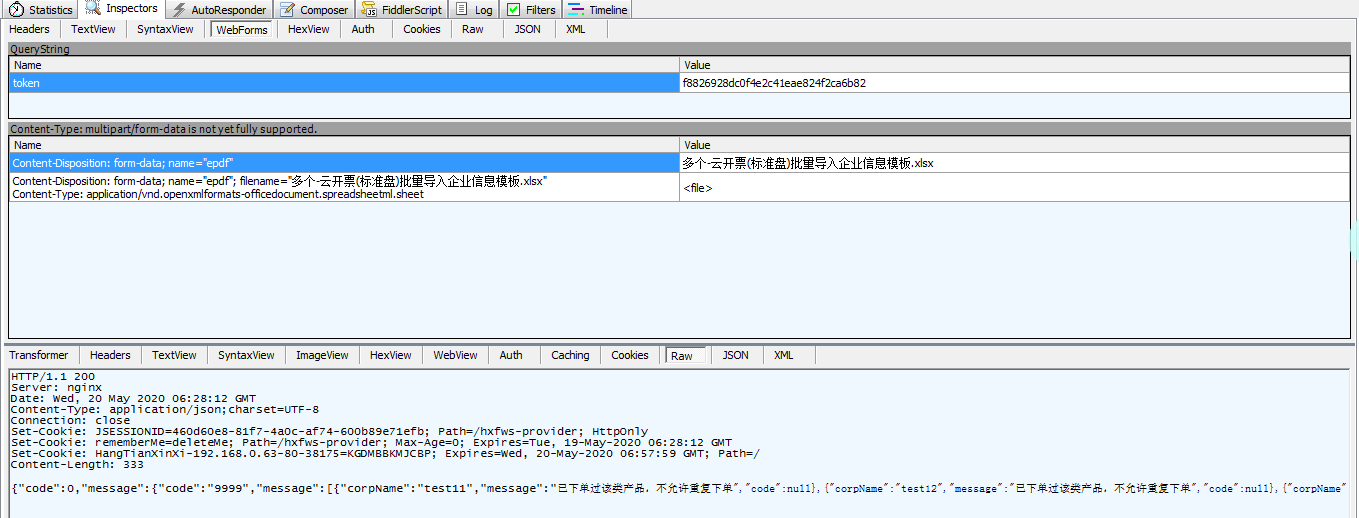 Statistics Inspectors AutoResponder Composer FiddlerScript Log Filters Timeline
Headers TextView SyntaxView WebForms HexView Auth Cookies Raw JSON XML
QueryString
Name Value
token f8826928dc0f4e2c41eae824f2ca6b82
Content-Type: multipart/form-data is not yet fully supported.
Name Value
Content-Disposition: form-data; name="epdf" 多个-云开票(标准盘)批量导入企业信息模板.xlsx
Content-Disposition: form-data; name="epdf"; filename="多个-云开票(标准盘)批量导入企业信息模板.xlsx"
Content-Type: application/vnd.openxmlformats-officedocument.spreadsheetml.sheet <file>
Transformer Headers TextView SyntaxView ImageView HexView WebView Auth Caching Cookies Raw JSON XML
HTTP/1.1 200
Server: nginx
Date: Wed, 20 May 2020 06:28:12 GMT
Content-Type: application/json;charset=UTF-8
Connection: close
Set-Cookie: JSESSIONID=460d60e8-81f7-4a0c-af74-600b89e71efb; Path=/hxfws-provider; HttpOnly
Set-Cookie: rememberMe=deleteMe; Path=/hxfws-provider; Max-Age=0; Expires=Tue, 19-May-2020 06:28:12 GMT
Set-Cookie: HangTianXinXi-192.168.0.63-80-38175=KGDMBBKMJCBP; Expires=Wed, 20-May-2020 06:57:59 GMT; Path=/
Content-Length: 333
{"code":0,"message":{"code":"9999","message":[{"corpName":"test11","message":"已下单过该类产品，不允许重复下单","code":null},{"corpName":"test12","message":"已下单过该类产品，不允许重复下单","code":null},{"corpName"